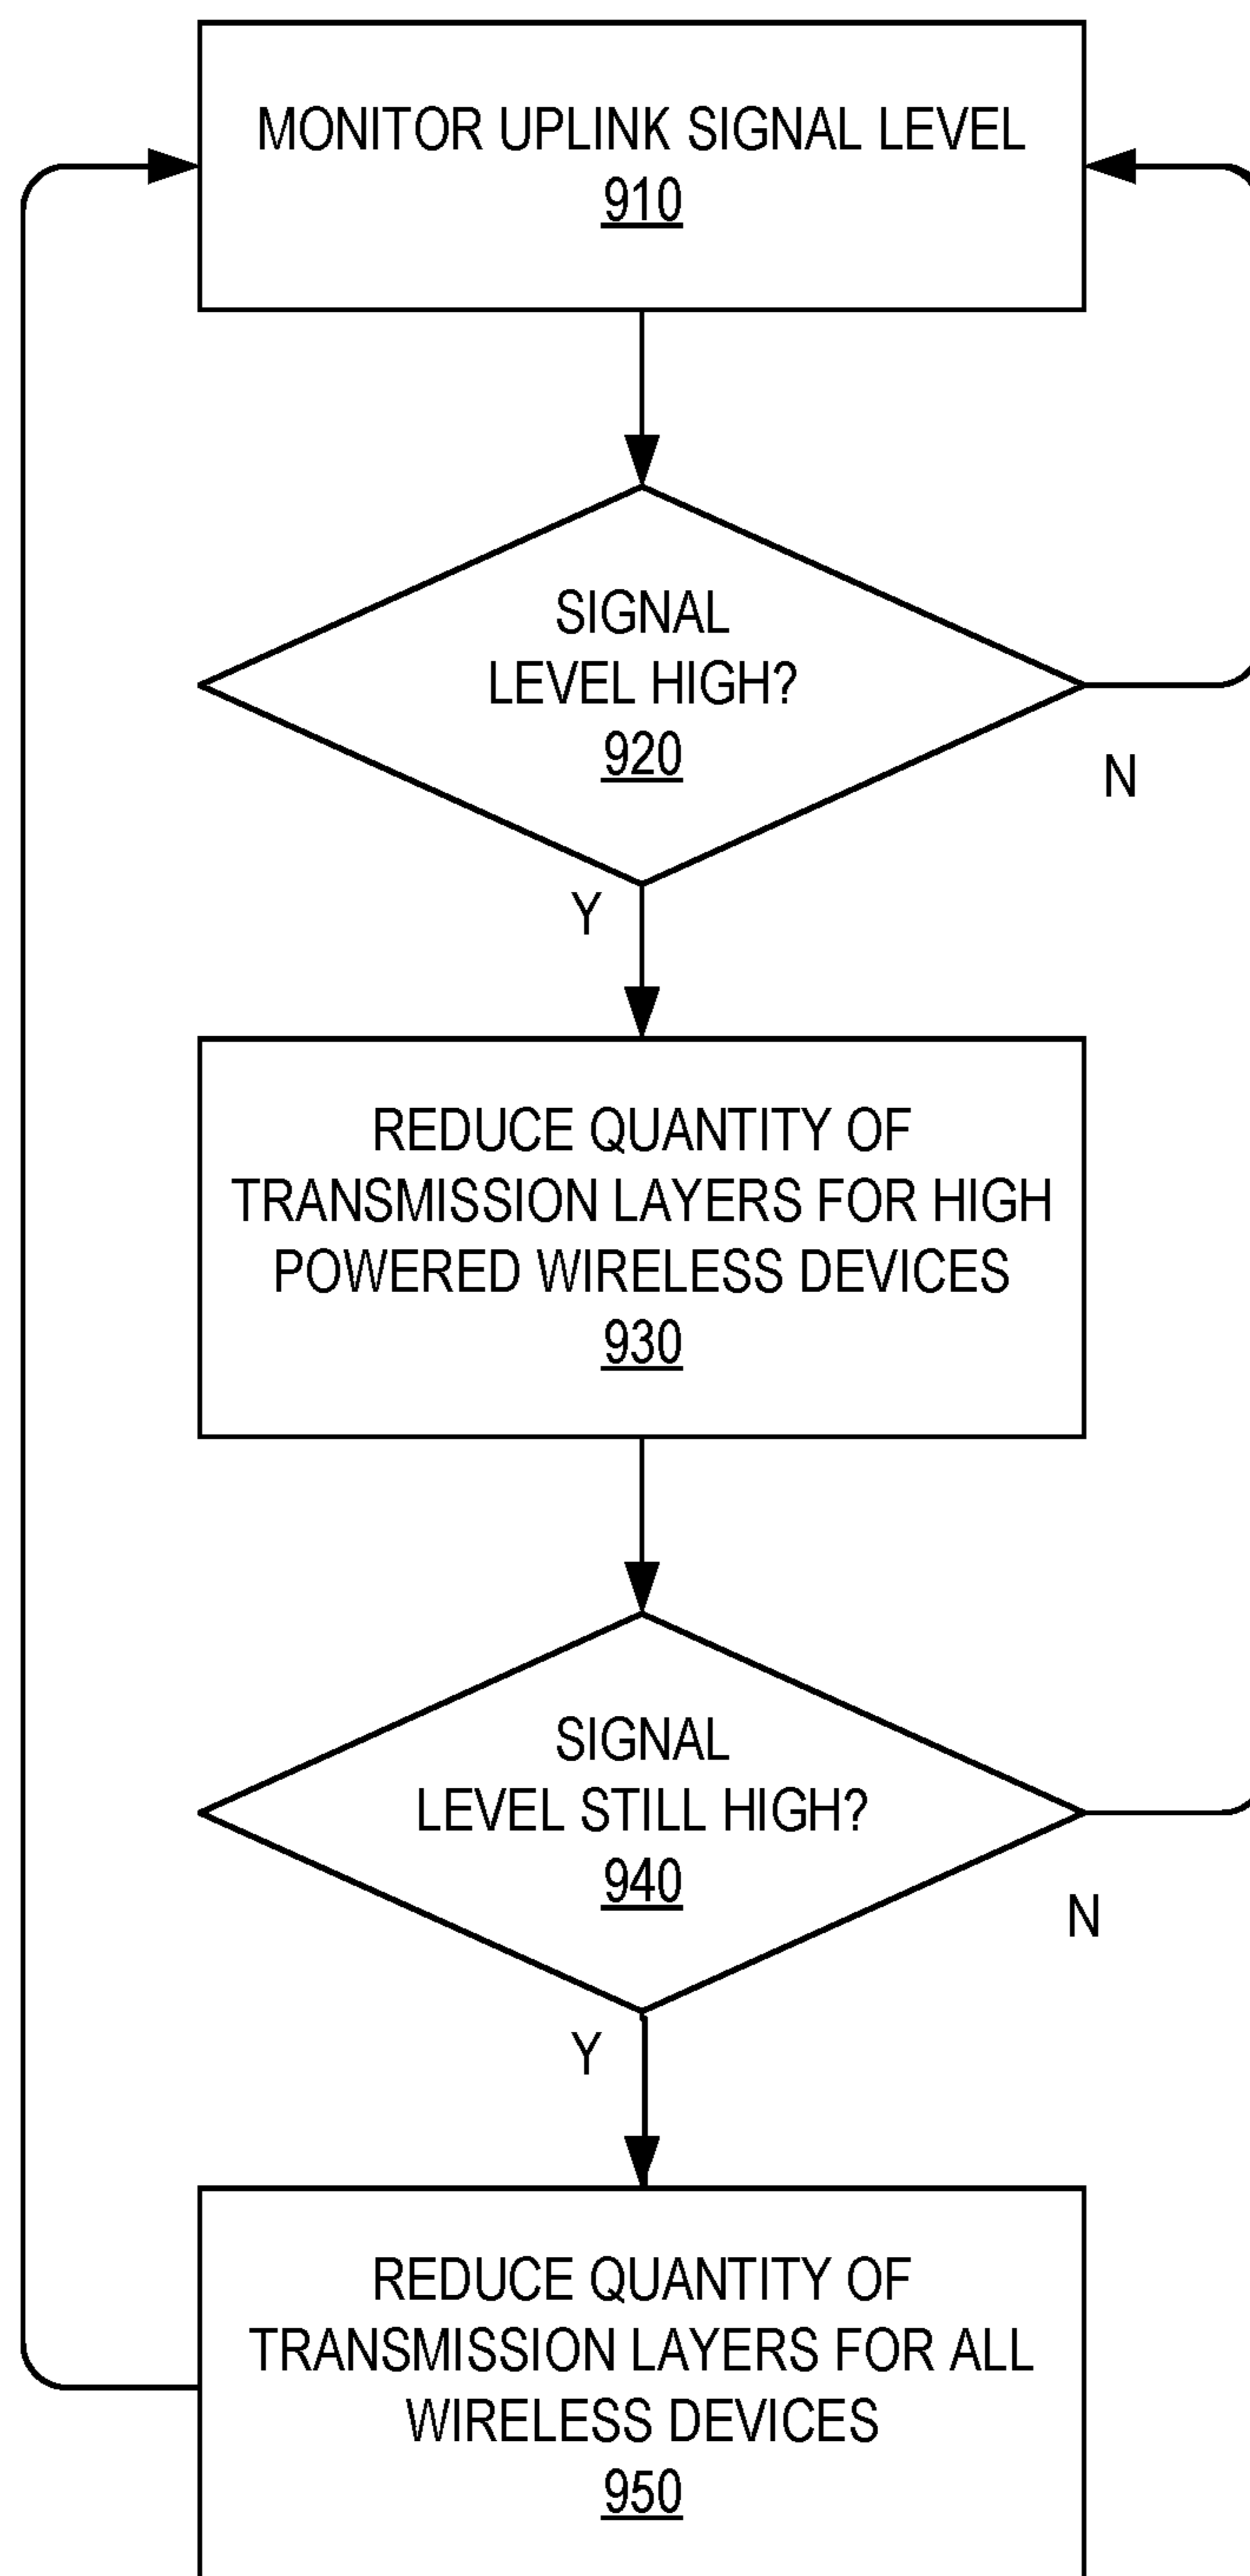 MONITOR UPLINK SIGNAL LEVEL
910
SIGNAL
LEVEL HIGH?
920
N
Y
REDUCE QUANTITY OF
TRANSMISSION LAYERS FOR HIGH
POWERED WIRELESS DEVICES
930
SIGNAL
LEVEL STILL HIGH?
940
N
Y
REDUCE QUANTITY OF
TRANSMISSION LAYERS FOR ALL
WIRELESS DEVICES
950